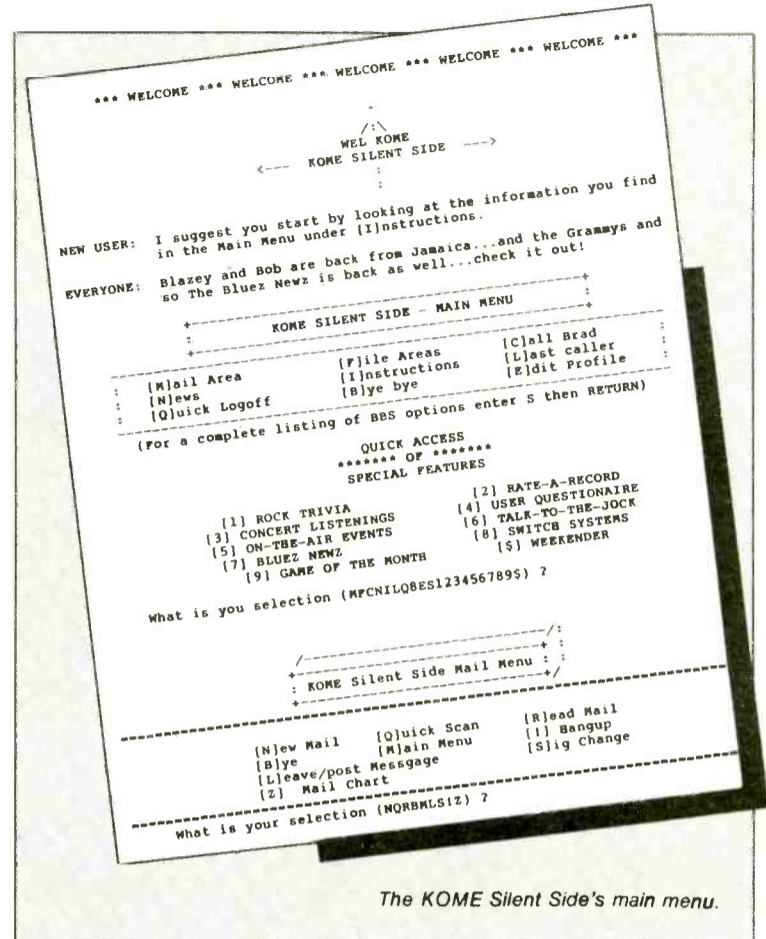 *** WELCOME *** WELCOME *** WELCOME *** WELCOME *** WELCOME ***
^
/:\
WEL KOME
<--- KOME SILENT SIDE --->
:
:
NEW USER: I suggest you start by looking at the information you find
in the Main Menu under [I]nstructions.
EVERYONE: Blazey and Bob are back from Jamaica...and the Grammys and
so The Bluez Newz is back as well...check it out!
KOME SILENT SIDE - MAIN MENU
[M]ail Area [F]ile Areas [C]all Brad
[N]ews [I]nstructions [L]ast caller
[Q]uick Logoff [B]ye bye [E]dit Profile
(For a complete listing of BBS options enter S then RETURN)
QUICK ACCESS
******* OF *******
SPECIAL FEATURES
[1] ROCK TRIVIA [2] RATE-A-RECORD
[3] CONCERT LISTENINGS [4] USER QUESTIONAIRE
[5] ON-THE-AIR EVENTS [6] TALK-TO-THE-JOCK
[7] BLUEZ NEWZ [8] SWITCH SYSTEMS
[9] GAME OF THE MONTH [$] WEEKENDER
What is you selection (MFCNILQBES123456789$) ?
KOME Silent Side Mail Menu
[N]ew Mail [Q]uick Scan [R]ead Mail
[B]ye [M]ain Menu [!] Hangup
[L]eave/post Messgage [S]ig Change
[Z] Mail Chart
What is your selection (NQRBMLS!Z) ?
The KOME Silent Side's main menu.